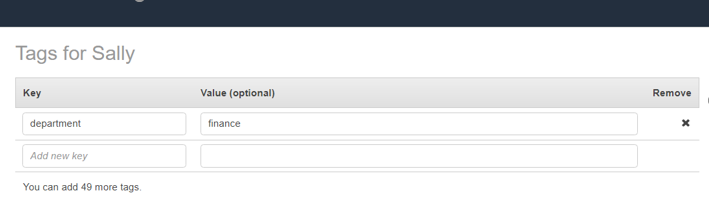 Tags for Sally
Key Value (optional) Remove
department finance
Add new key
You can add 49 more tags.